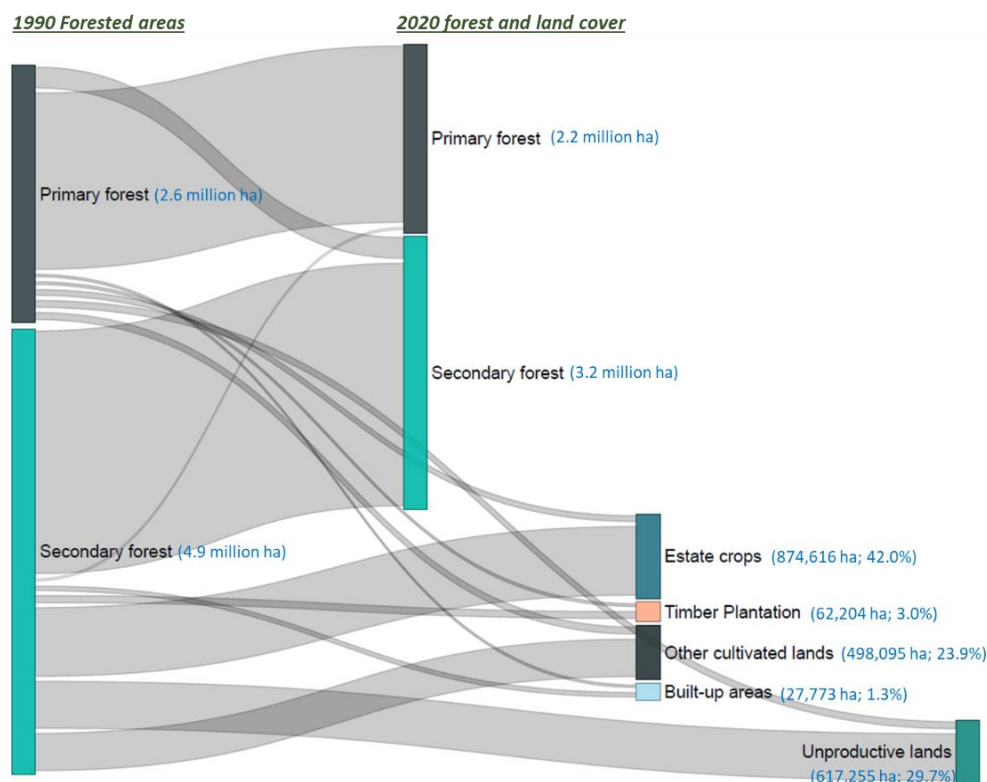 1990 Forested areas
2020 forest and land cover
Primary forest (2.2 million ha)
Primary forest (2.6 million ha)
Secondary forest (3.2 million ha)
Secondary forest (4.9 million ha)
Estate crops (874,616 ha; 42.0%)
Timber Plantation (62,204 ha; 3.0%)
Other cultivated lands (498,095 ha; 23.9%)
Built-up areas (27,773 ha; 1.3%)
Unproductive lands
(617,255 ha; 29.7%)